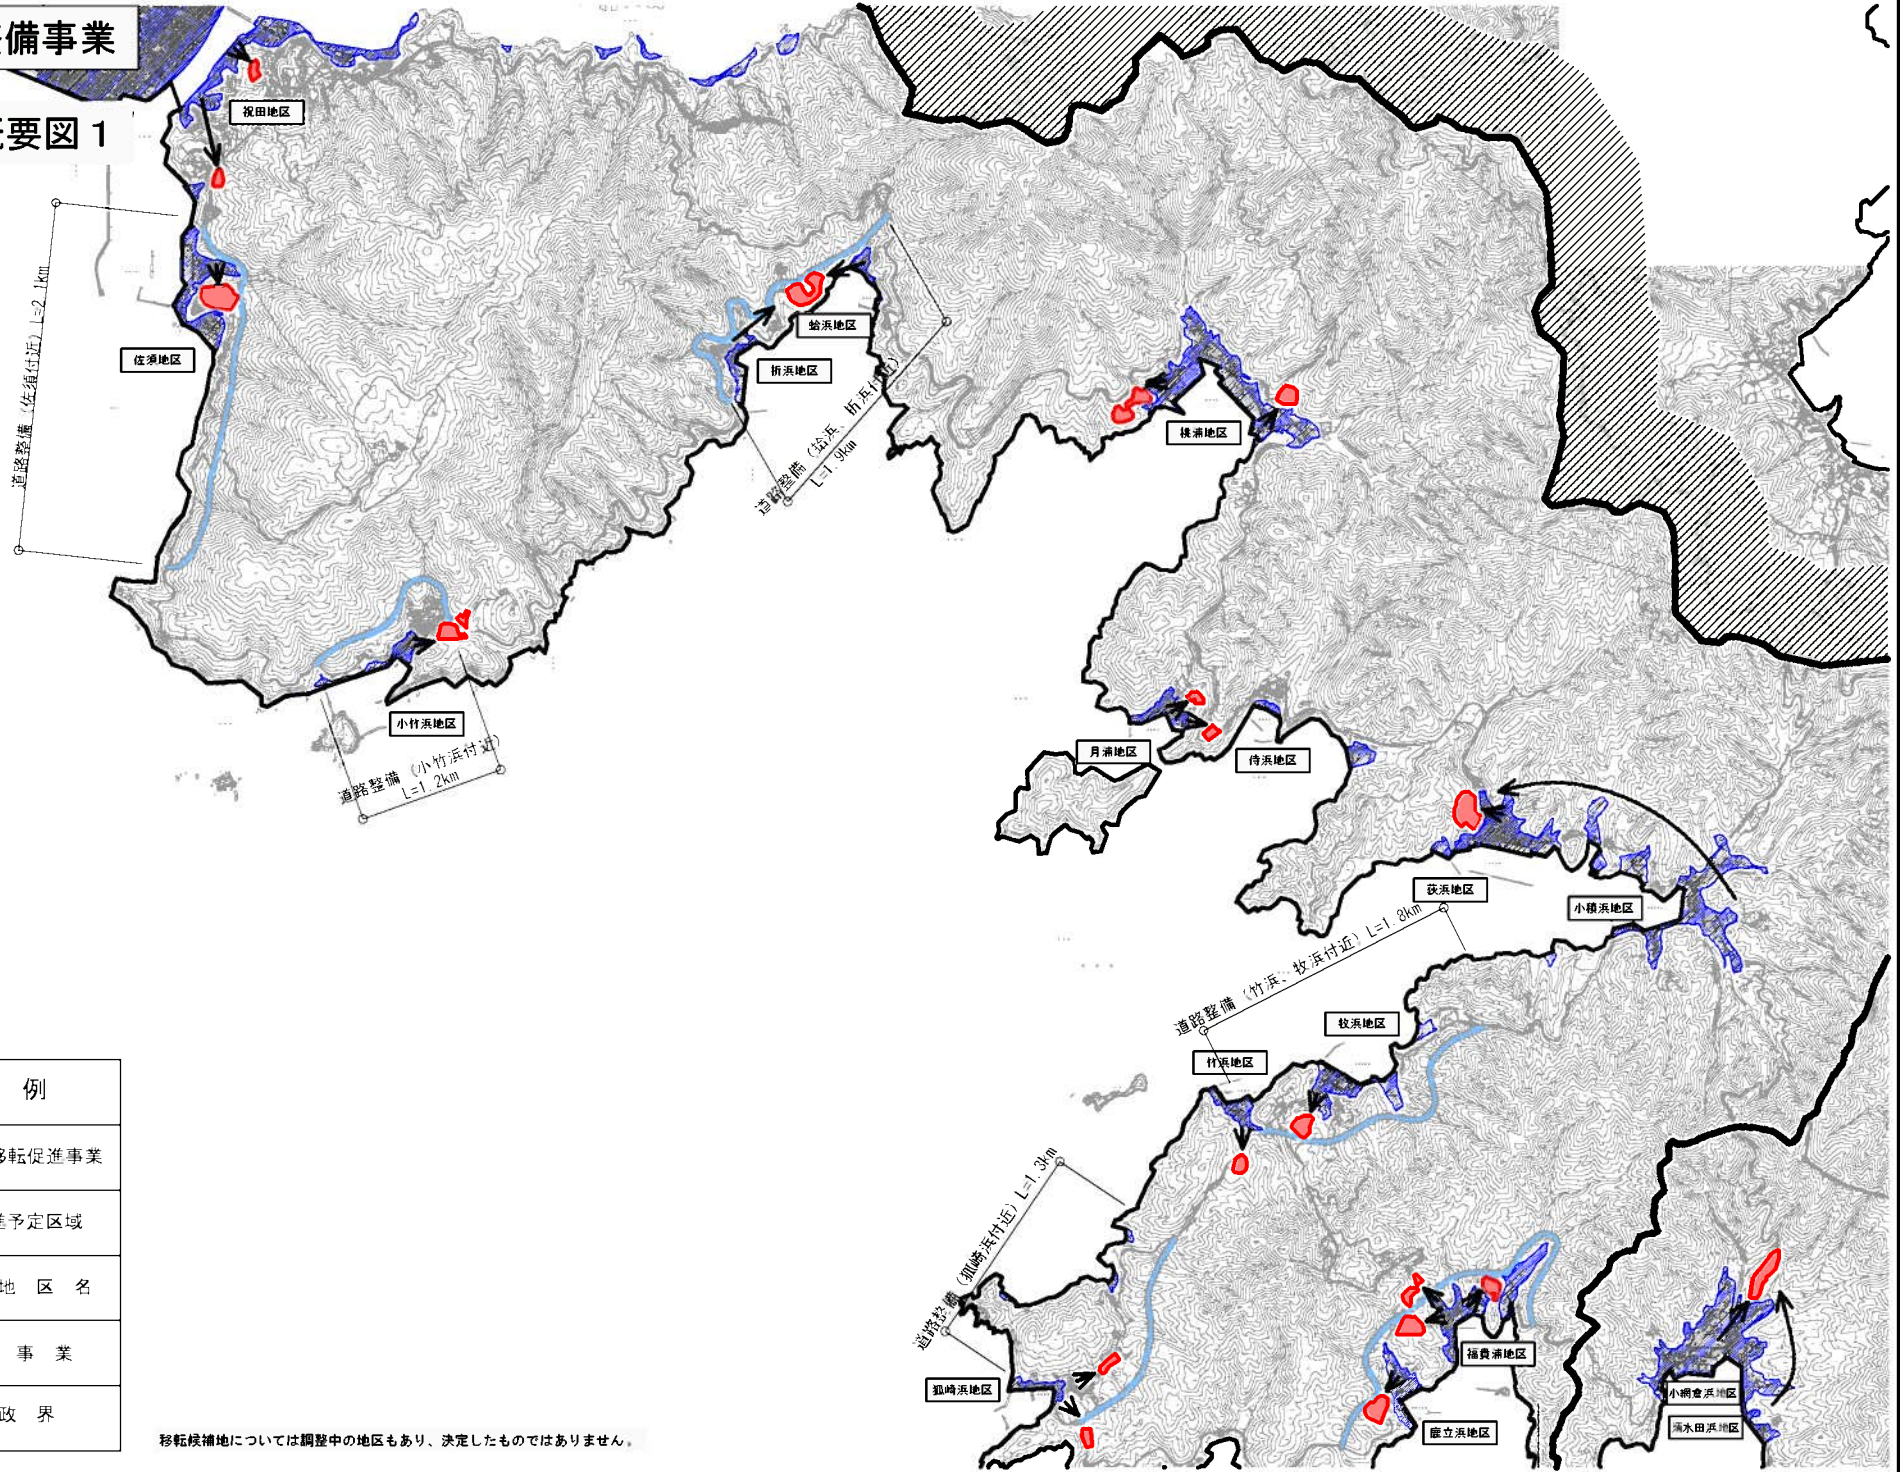 備事業
要図１
祝田地区
道路整備（佐須付近）L=2.1km
佐須地区
蛤浜地区
折浜地区
道路整備（蛤浜、折浜付近）
L=1.9km
桃浦地区
小竹浜地区
道路整備（小竹浜付近）
L=1.2km
月浦地区
侍浜地区
荻浜地区
小積浜地区
道路整備（竹浜、牧浜付近）L=1.8km
牧浜地区
竹浜地区
道路整備（狐崎浜付近）L=1.3km
狐崎浜地区
福貴浦地区
鹿立浜地区
小網倉浜地区
清水田浜地区
例
転促進事業
予定区域
地 区 名
事 業
政 界
移転候補地については調整中の地区もあり、決定したものではありません。